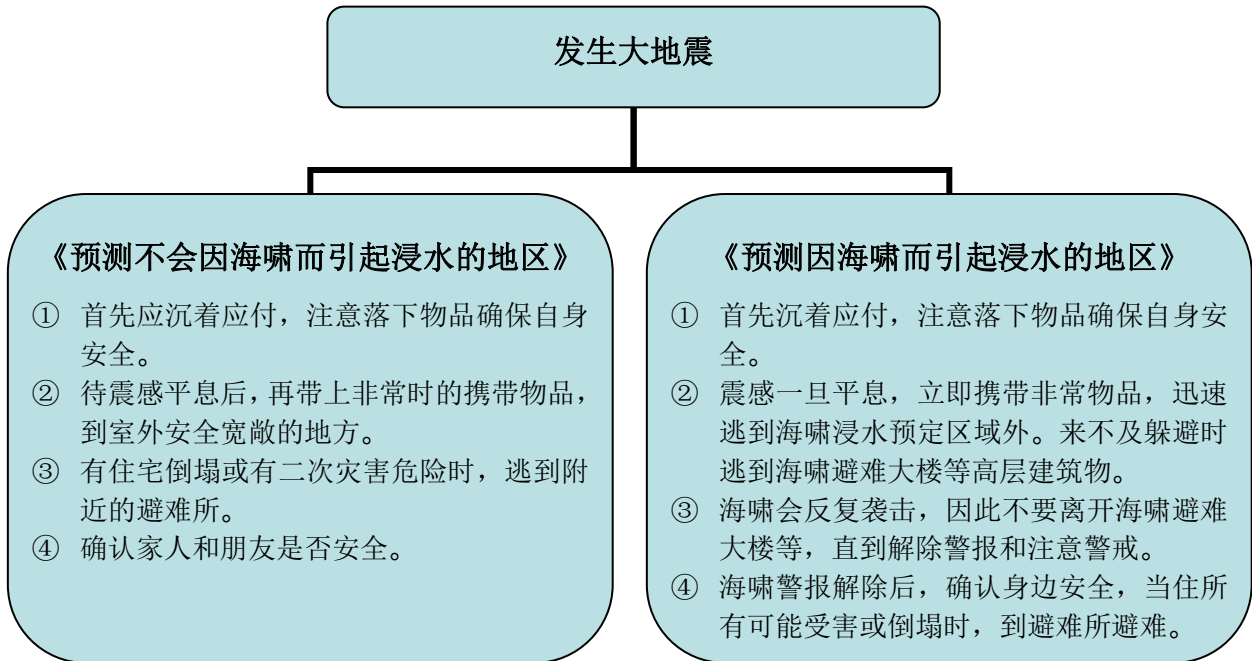 发生大地震
《预测不会因海啸而引起浸水的地区》
① 首先应沉着应付，注意落下物品确保自身
安全。
② 待震感平息后，再带上非常时的携带物品，
到室外安全宽敞的地方。
③ 有住宅倒塌或有二次灾害危险时，逃到附
近的避难所。
④ 确认家人和朋友是否安全。
《预测因海啸而引起浸水的地区》
① 首先沉着应付，注意落下物品确保自身安
全。
② 震感一旦平息，立即携带非常物品，迅速
逃到海啸浸水预定区域外。来不及躲避时
逃到海啸避难大楼等高层建筑物。
③ 海啸会反复袭击，因此不要离开海啸避难
大楼等，直到解除警报和注意警戒。
④ 海啸警报解除后，确认身边安全，当住所
有可能受害或倒塌时，到避难所避难。